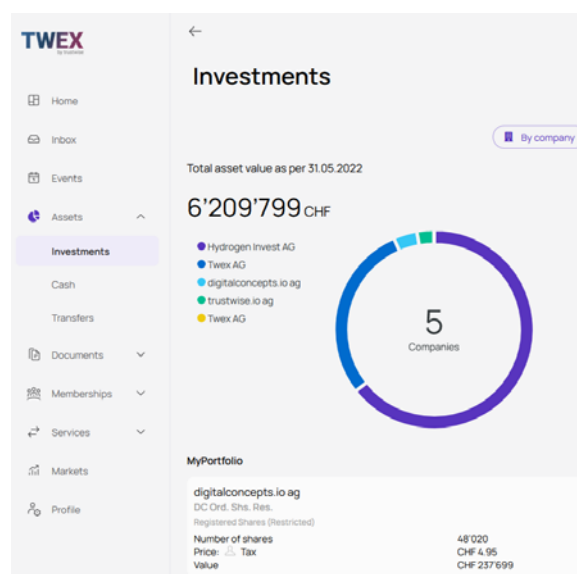 TWEX
by trustwise
Home
Inbox
Events
Assets
Investments
Cash
Transfers
Documents
Memberships
Services
Markets
Profile
Investments
By company
Total asset value as per 31.05.2022
6'209'799 CHF
Hydrogen Invest AG
Twex AG
digitalconcepts.io ag
trustwise.io ag
Twex AG
5
Companies
MyPortfolio
digitalconcepts.io ag
DC Ord. Shs. Res.
Registered Shares (Restricted)
Number of shares 48'020
Price: Tax CHF 4.95
Value CHF 237'699